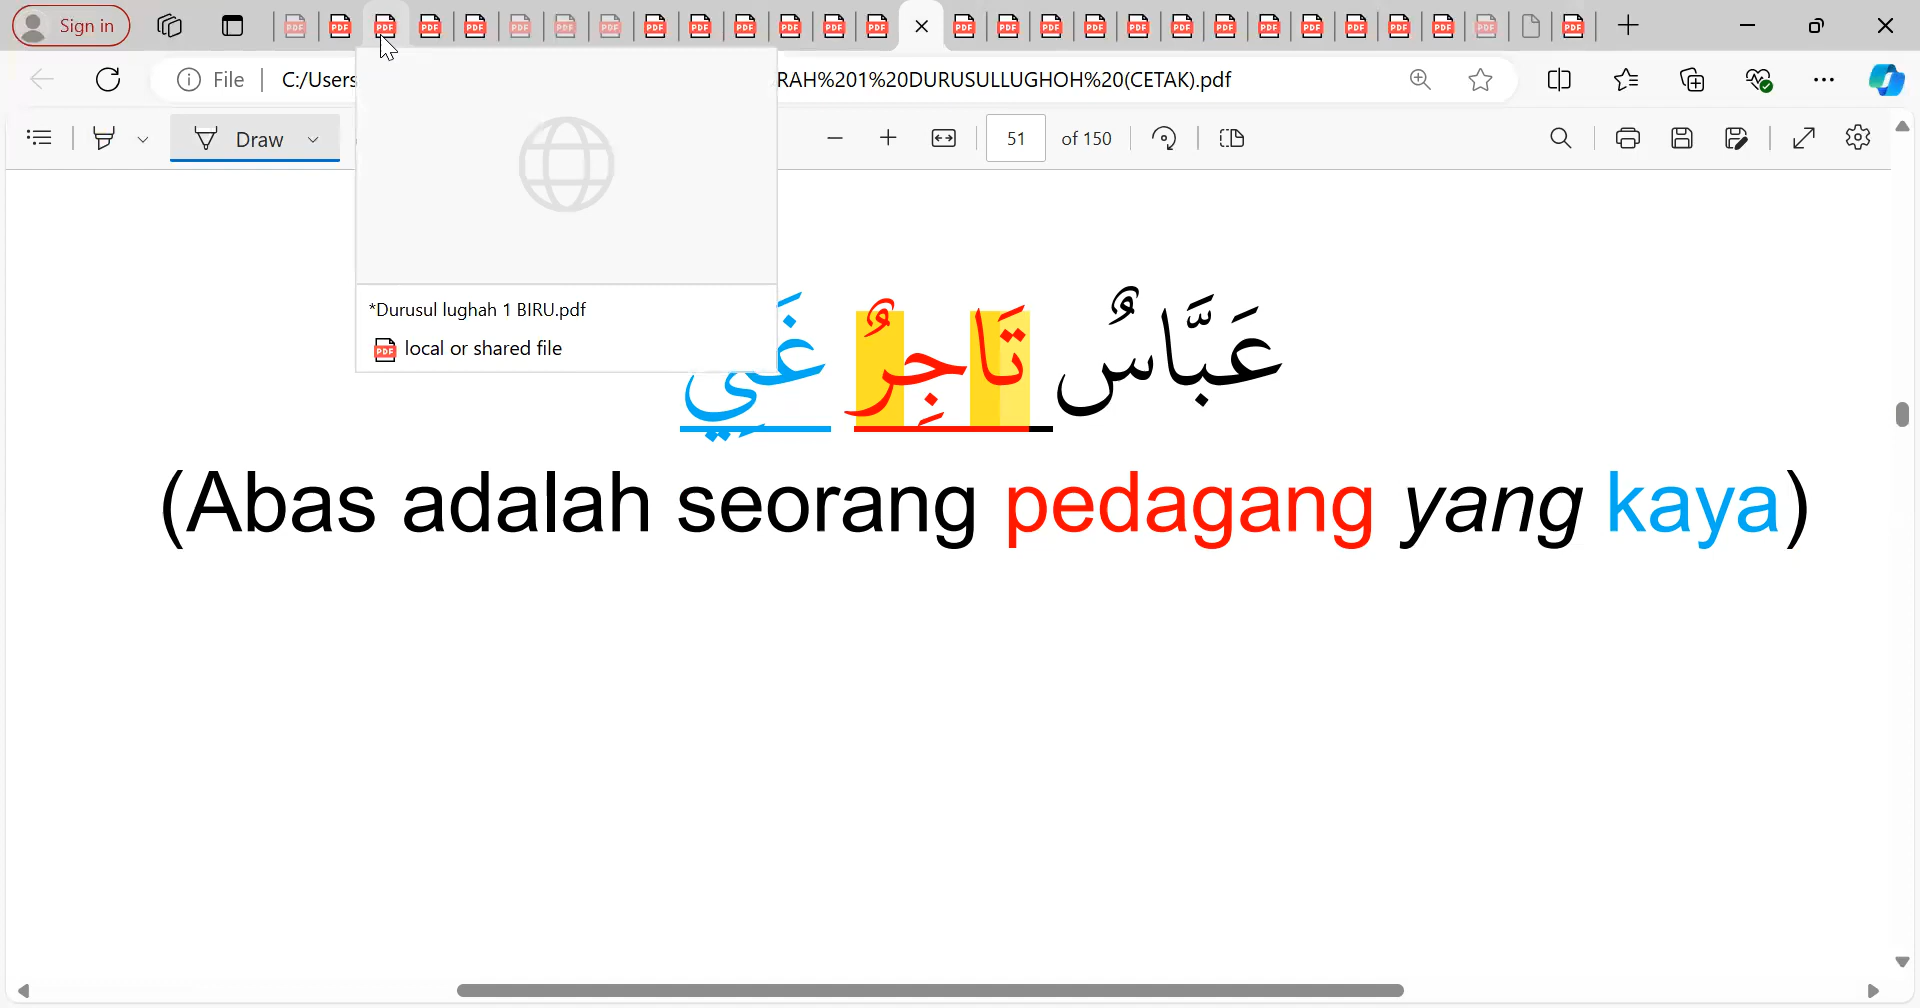 Sign in
File
C:/Users
RAH%201%20DURUSULLUGHOH%20(CETAK).pdf
Draw
51 of 150
*Durusul lughah 1 BIRU.pdf
PDF local or shared file
عَبَّاسٌ تَاجِرٌ
(Abas adalah seorang pedagang yang kaya)